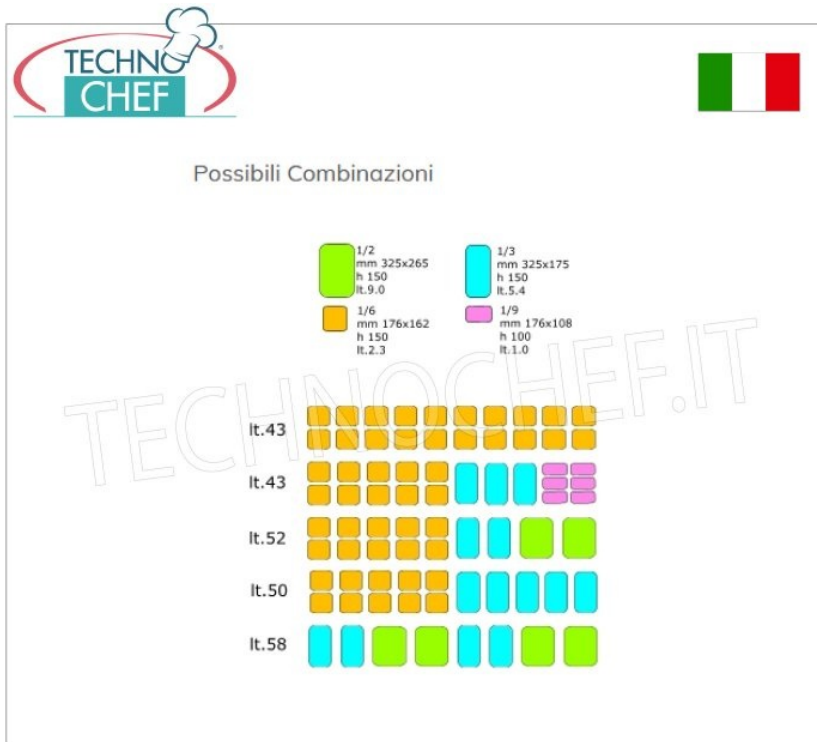 TECHNO
CHEF
Possibili Combinazioni
1/2
mm 325x265
h 150
lt.9.0
1/3
mm 325x175
h 150
lt.5.4
1/6
mm 176x162
h 150
lt.2.3
1/9
mm 176x108
h 100
lt.1.0
TECHNOCHEF.IT
lt.43
lt.43
lt.52
lt.50
lt.58